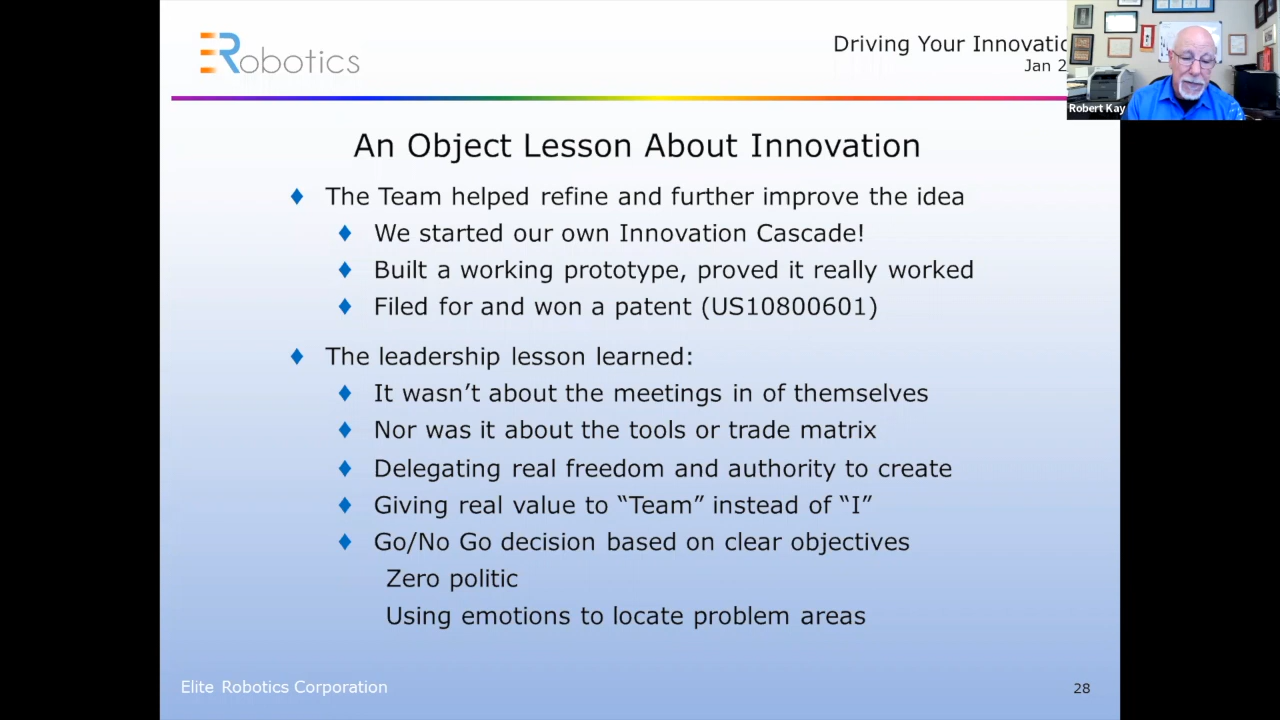 ERobotics
Driving Your Innovatio
Jan 2
Robert Kay
An Object Lesson About Innovation
The Team helped refine and further improve the idea
We started our own Innovation Cascade!
Built a working prototype, proved it really worked
Filed for and won a patent (US10800601)
The leadership lesson learned:
It wasn’t about the meetings in of themselves
Nor was it about the tools or trade matrix
Delegating real freedom and authority to create
Giving real value to “Team” instead of “I”
Go/No Go decision based on clear objectives
Zero politic
Using emotions to locate problem areas
Elite Robotics Corporation
28